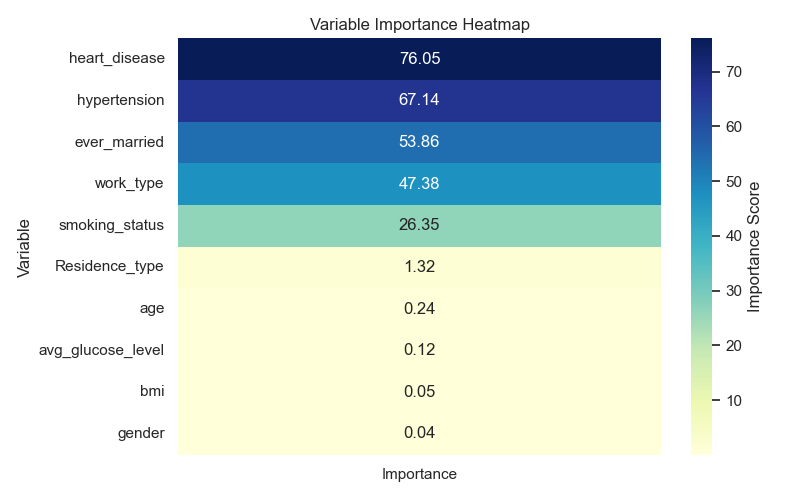 Variable Importance Heatmap
heart_disease 76.05
hypertension 67.14
ever_married 53.86
work_type 47.38
smoking_status 26.35
Residence_type 1.32
age 0.24
avg_glucose_level 0.12
bmi 0.05
gender 0.04
Variable
Importance
70
60
50
40
30
20
10
Importance Score